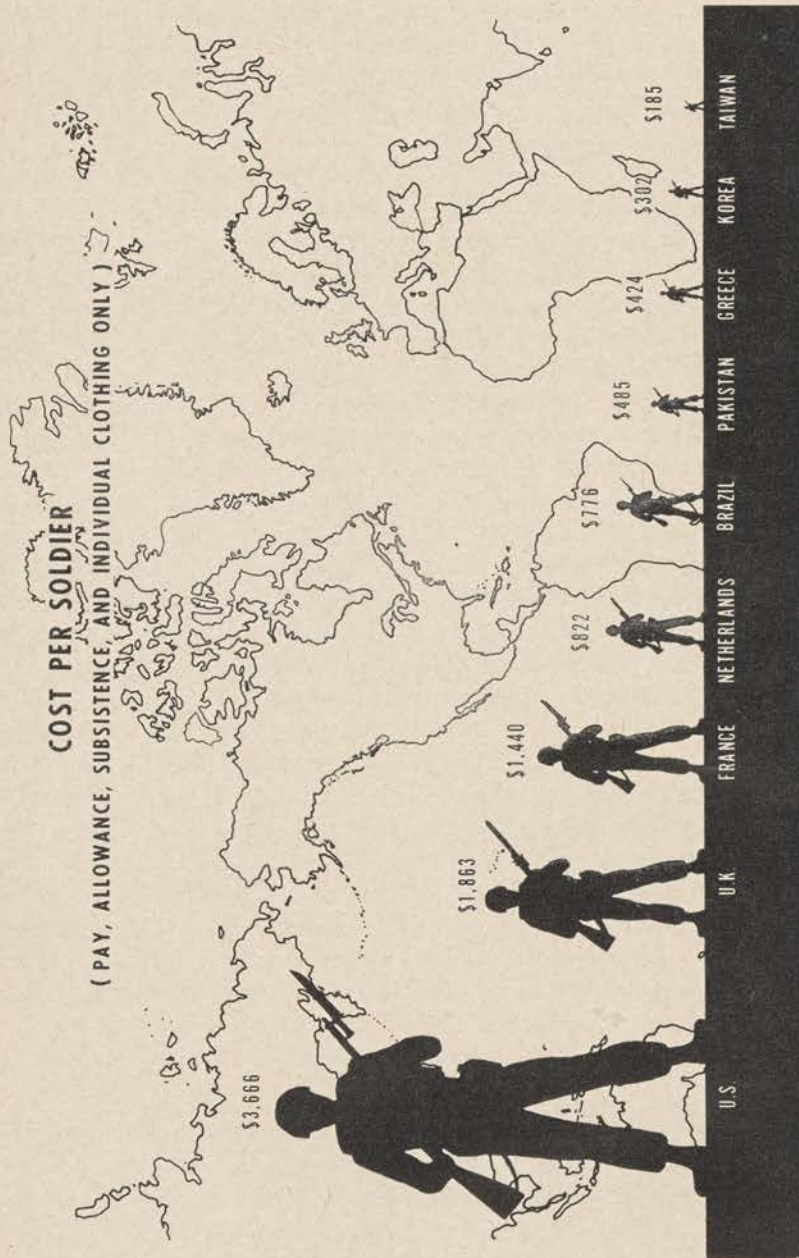 COST PER SOLDIER
( PAY, ALLOWANCE, SUBSISTENCE, AND INDIVIDUAL CLOTHING ONLY )
$3,666
$1,863
$1,440
$822
$776
$485
$424
$302
$185
U.S.
U.K.
FRANCE
NETHERLANDS
BRAZIL
PAKISTAN
GREECE
KOREA
TAIWAN